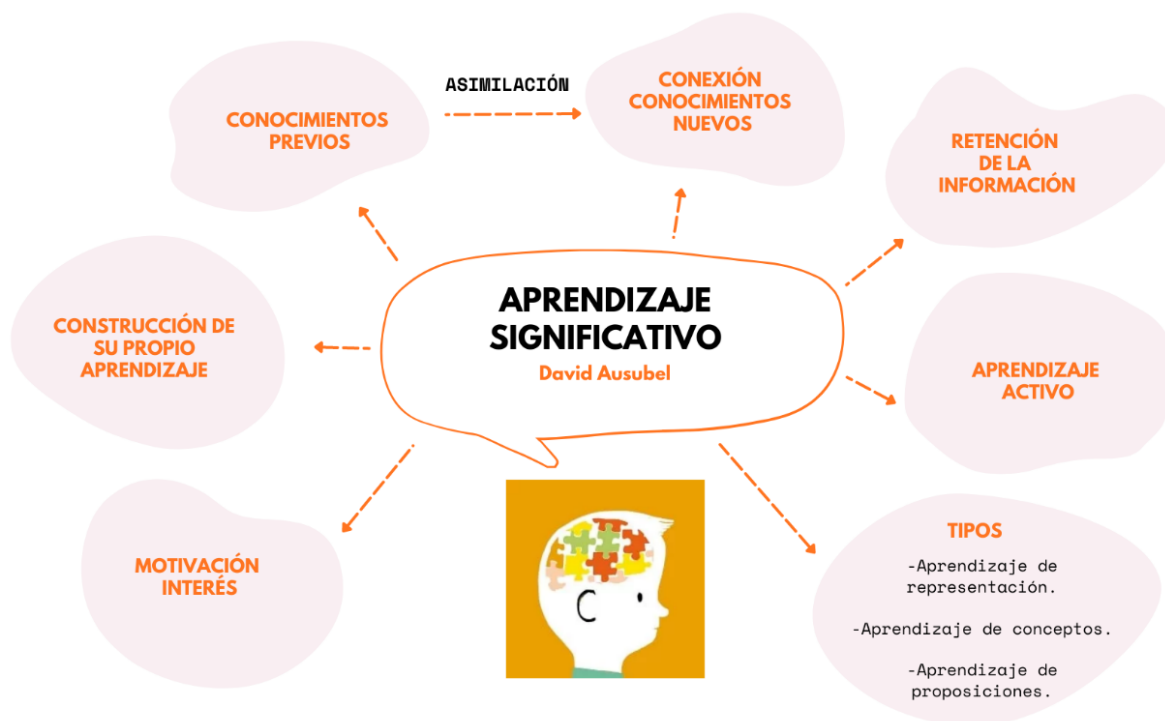 ASIMILACIÓN
CONOCIMIENTOS
PREVIOS
CONEXIÓN
CONOCIMIENTOS
NUEVOS
RETENCIÓN
DE LA
INFORMACIÓN
APRENDIZAJE
SIGNIFICATIVO
David Ausubel
CONSTRUCCIÓN DE
SU PROPIO
APRENDIZAJE
APRENDIZAJE
ACTIVO
MOTIVACIÓN
INTERÉS
TIPOS
-Aprendizaje de
representación.
-Aprendizaje de conceptos.
-Aprendizaje de
proposiciones.